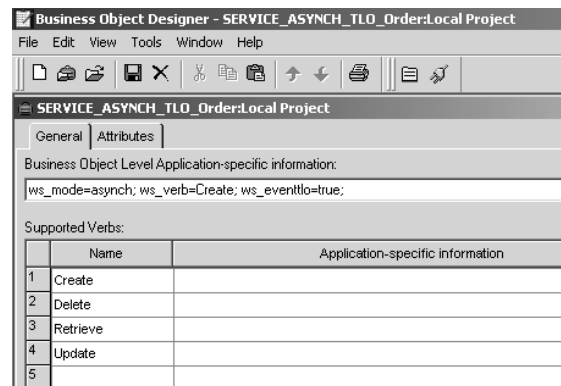 Business Object Designer - SERVICE_ASYNCH_TLO_Order:Local Project
File Edit View Tools Window Help
SERVICE_ASYNCH_TLO_Order:Local Project
General Attributes
Business Object Level Application-specific information:
ws_mode=asynch; ws_verb=Create; ws_eventtlo=true;
Supported Verbs:
Name Application-specific information
1 Create
2 Delete
3 Retrieve
4 Update
5